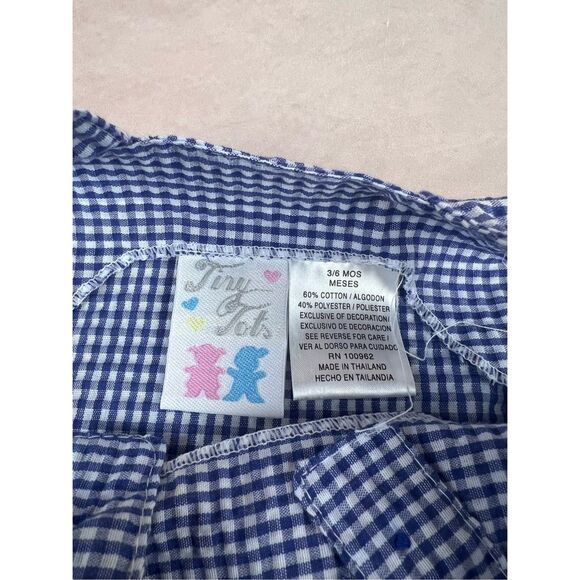 Tiny
Tots
3/6 MOS
MESES
60% COTTON / ALGODON
40% POLYESTER / POLIESTER
EXCLUSIVE OF DECORATION /
EXCLUSIVO DE DECORACION
SEE REVERSE FOR CARE /
VER AL DORSO PARA CUIDADO
RN 100962
MADE IN THAILAND
HECHO EN TAILANDIA